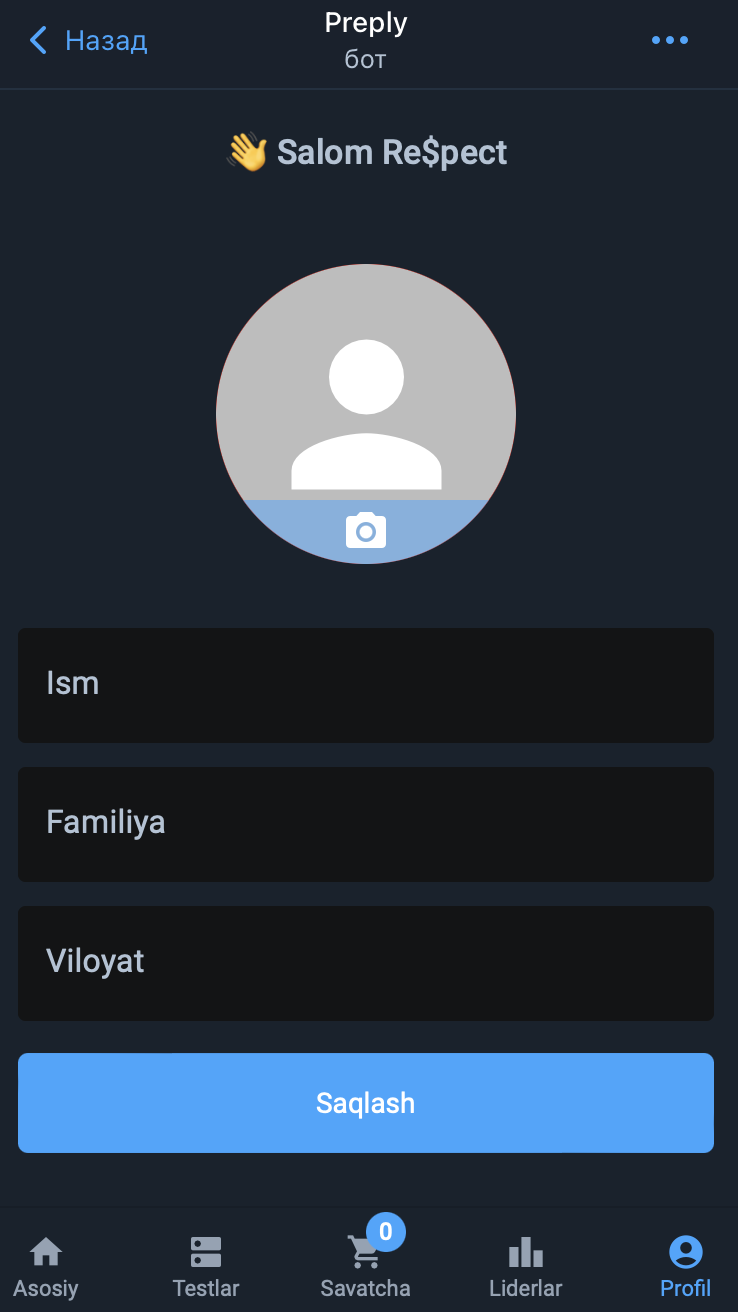 Назад
Preply
бот
👋 Salom Re$pect
Ism
Familiya
Viloyat
Saqlash
0
Asosiy
Testlar
Savatcha
Liderlar
Profil